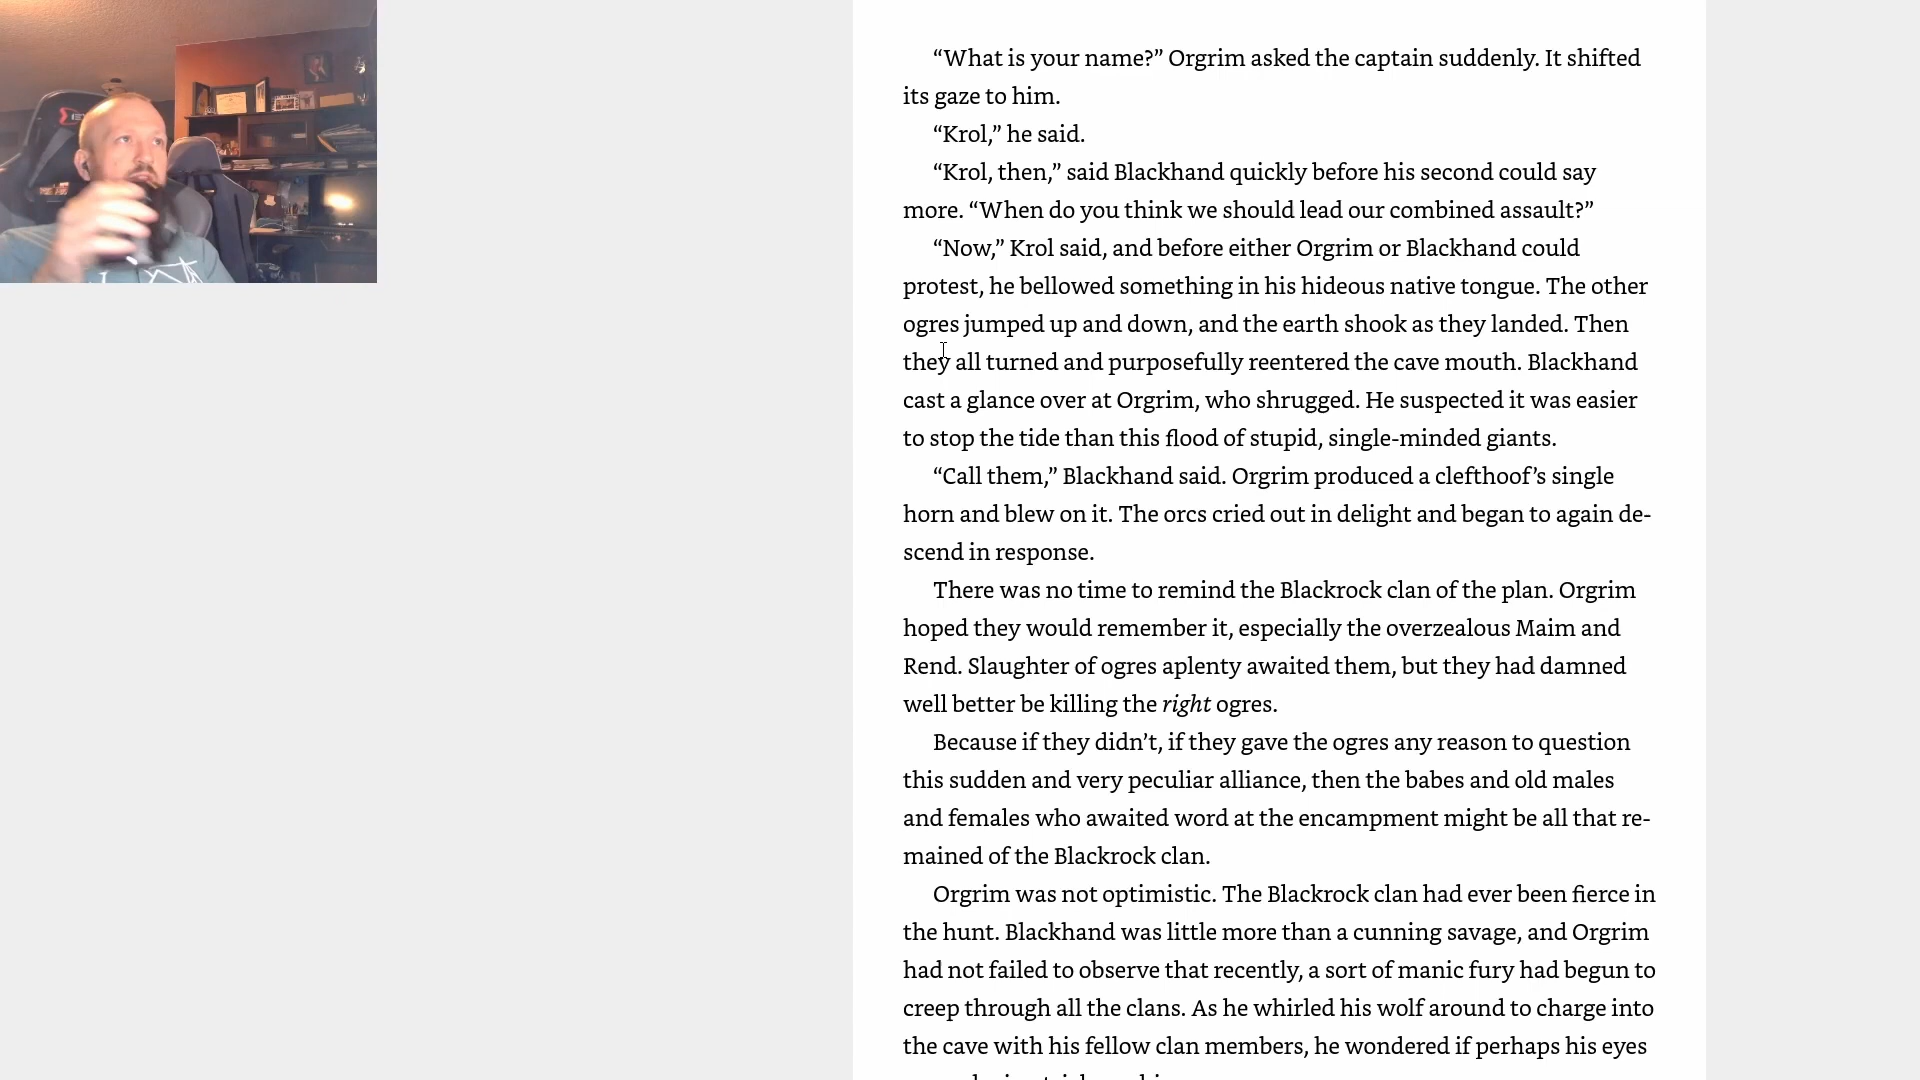 “What is your name?” Orgrim asked the captain suddenly. It shifted
its gaze to him.
“Krol,” he said.
“Krol, then,” said Blackhand quickly before his second could say
more. “When do you think we should lead our combined assault?”
“Now,” Krol said, and before either Orgrim or Blackhand could
protest, he bellowed something in his hideous native tongue. The other
ogres jumped up and down, and the earth shook as they landed. Then
they all turned and purposefully reentered the cave mouth. Blackhand
cast a glance over at Orgrim, who shrugged. He suspected it was easier
to stop the tide than this flood of stupid, single-minded giants.
“Call them,” Blackhand said. Orgrim produced a clefthoof’s single
horn and blew on it. The orcs cried out in delight and began to again de-
scend in response.
There was no time to remind the Blackrock clan of the plan. Orgrim
hoped they would remember it, especially the overzealous Maim and
Rend. Slaughter of ogres aplenty awaited them, but they had damned
well better be killing the right ogres.
Because if they didn’t, if they gave the ogres any reason to question
this sudden and very peculiar alliance, then the babes and old males
and females who awaited word at the encampment might be all that re-
mained of the Blackrock clan.
Orgrim was not optimistic. The Blackrock clan had ever been fierce in
the hunt. Blackhand was little more than a cunning savage, and Orgrim
had not failed to observe that recently, a sort of manic fury had begun to
creep through all the clans. As he whirled his wolf around to charge into
the cave with his fellow clan members, he wondered if perhaps his eyes